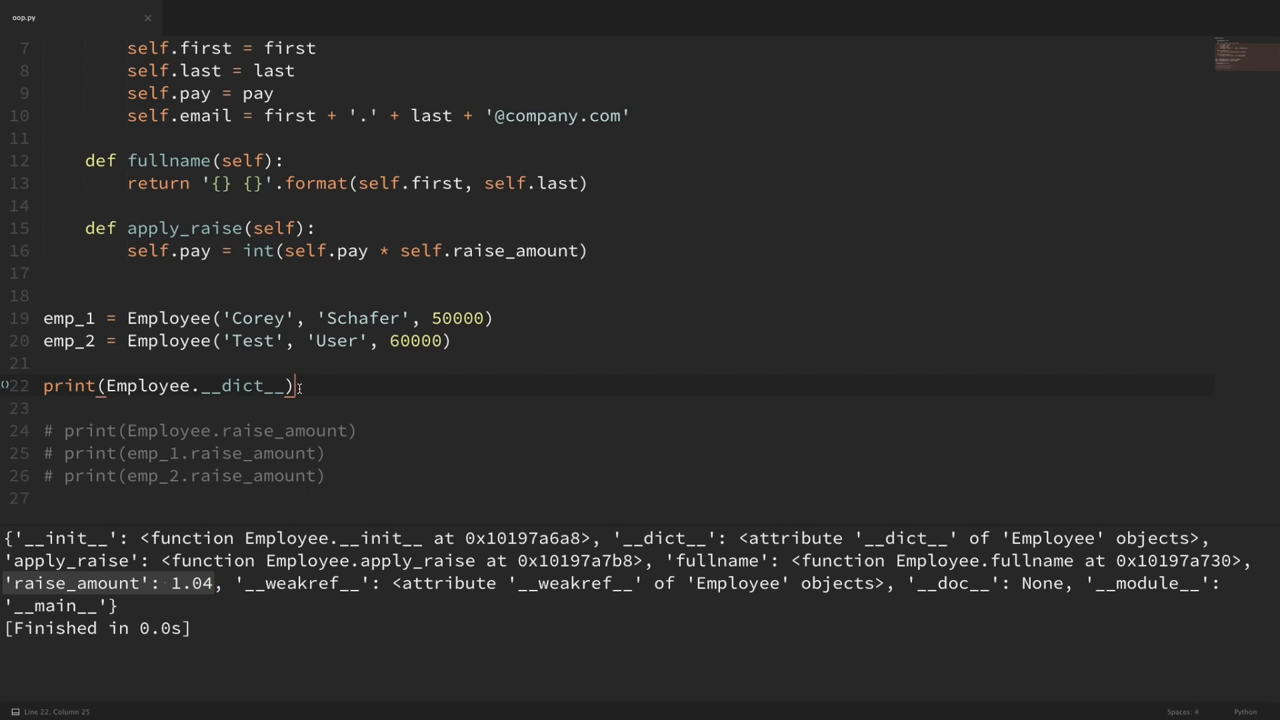 oop.py ×
7 self.first = first
8 self.last = last
9 self.pay = pay
10 self.email = first + '.' + last + '@company.com'
11
12 def fullname(self):
13 return '{} {}'.format(self.first, self.last)
14
15 def apply_raise(self):
16 self.pay = int(self.pay * self.raise_amount)
17
18
19 emp_1 = Employee('Corey', 'Schafer', 50000)
20 emp_2 = Employee('Test', 'User', 60000)
21
()22 print(Employee.__dict__)
23
24 # print(Employee.raise_amount)
25 # print(emp_1.raise_amount)
26 # print(emp_2.raise_amount)
27
{'__init__': <function Employee.__init__ at 0x10197a6a8>, '__dict__': <attribute '__dict__' of 'Employee' objects>,
'apply_raise': <function Employee.apply_raise at 0x10197a7b8>, 'fullname': <function Employee.fullname at 0x10197a730>,
'raise_amount': 1.04, '__weakref__': <attribute '__weakref__' of 'Employee' objects>, '__doc__': None, '__module__':
'__main__'}
[Finished in 0.0s]
Line 22, Column 25 Spaces: 4 Python